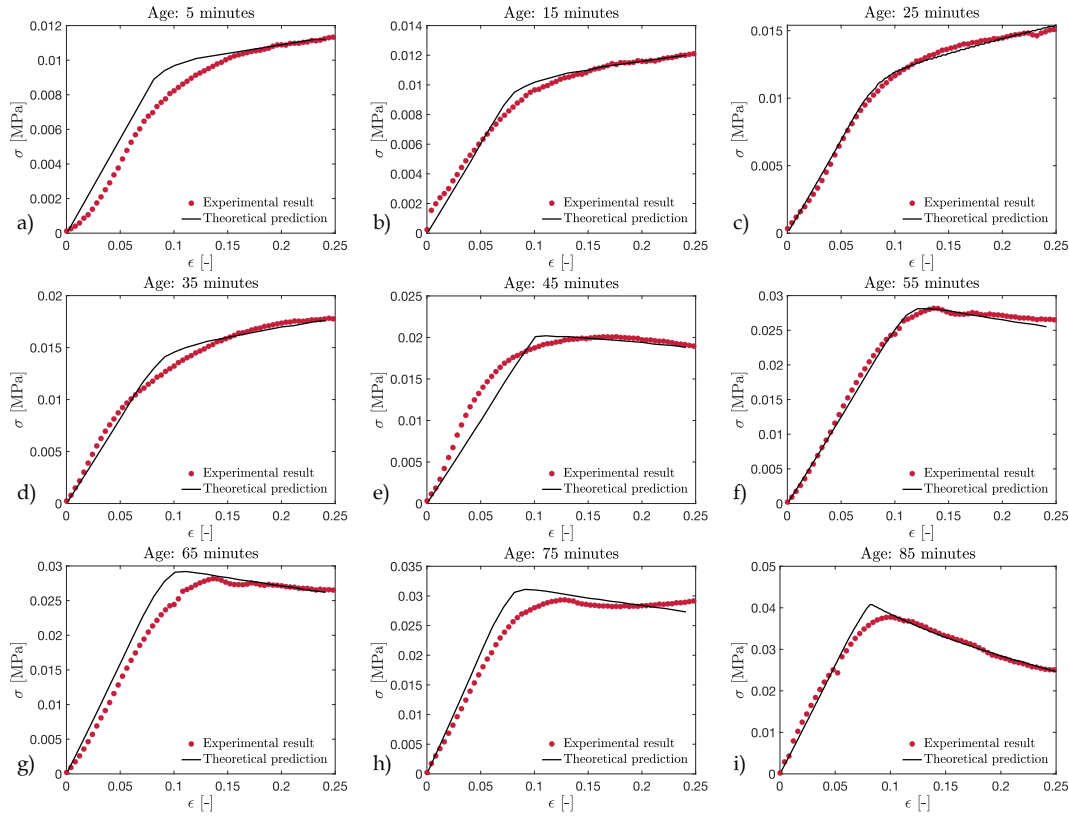 Age: 5 minutes
0.012
0.01
0.008
0.006
0.004
0.002
0
σ [MPa]
Experimental result
Theoretical prediction
a)
0 0.05 0.1 0.15 0.2 0.25
ϵ [-]
Age: 15 minutes
0.014
0.012
0.01
0.008
0.006
0.004
0.002
0
σ [MPa]
Experimental result
Theoretical prediction
b)
0 0.05 0.1 0.15 0.2 0.25
ϵ [-]
Age: 25 minutes
0.015
0.01
0.005
0
σ [MPa]
Experimental result
Theoretical prediction
c)
0 0.05 0.1 0.15 0.2 0.25
ϵ [-]
Age: 35 minutes
0.02
0.015
0.01
0.005
0
σ [MPa]
Experimental result
Theoretical prediction
d)
0 0.05 0.1 0.15 0.2 0.25
ϵ [-]
Age: 45 minutes
0.025
0.02
0.015
0.01
0.005
0
σ [MPa]
Experimental result
Theoretical prediction
e)
0 0.05 0.1 0.15 0.2 0.25
ϵ [-]
Age: 55 minutes
0.03
0.025
0.02
0.015
0.01
0.005
0
σ [MPa]
Experimental result
Theoretical prediction
f)
0 0.05 0.1 0.15 0.2 0.25
ϵ [-]
Age: 65 minutes
0.03
0.025
0.02
0.015
0.01
0.005
0
σ [MPa]
Experimental result
Theoretical prediction
g)
0 0.05 0.1 0.15 0.2 0.25
ϵ [-]
Age: 75 minutes
0.035
0.03
0.025
0.02
0.015
0.01
0.005
0
σ [MPa]
Experimental result
Theoretical prediction
h)
0 0.05 0.1 0.15 0.2 0.25
ϵ [-]
Age: 85 minutes
0.05
0.04
0.03
0.02
0.01
0
σ [MPa]
Experimental result
Theoretical prediction
i)
0 0.05 0.1 0.15 0.2 0.25
ϵ [-]